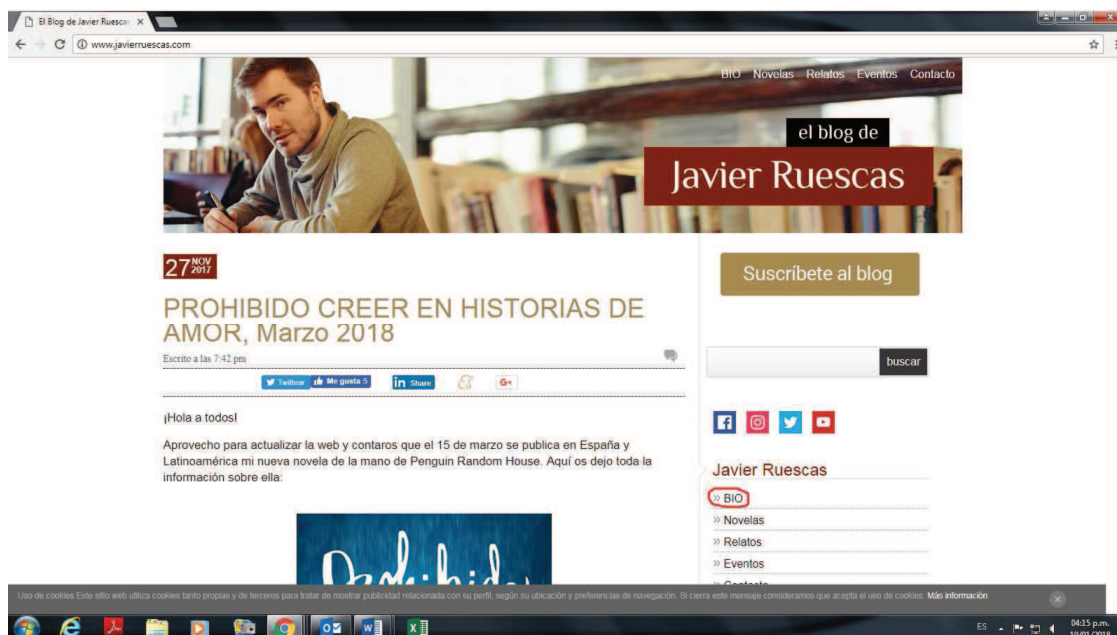 El Blog de Javier Ruescas
www.javierruescas.com
BIO Novelas Relatos Eventos Contacto
el blog de
Javier Ruescas
27 NOV 2017
Suscríbete al blog
PROHIBIDO CREER EN HISTORIAS DE
AMOR, Marzo 2018
Escrito a las 7:42 pm
buscar
Twittear Me gusta 5 in Share G+
¡Hola a todos!
Aprovecho para actualizar la web y contaros que el 15 de marzo se publica en España y
Latinoamérica mi nueva novela de la mano de Penguin Random House. Aquí os dejo toda la
información sobre ella:
Javier Ruescas
» BIO
» Novelas
» Relatos
» Eventos
» Contacto
Prohibido
Uso de cookies Este sitio web utiliza cookies tanto propias y de terceros para tratar de mostrar publicidad relacionada con su perfil, según su ubicación y preferencias de navegación. Si cierra este mensaje consideramos que acepta el uso de cookies. Más información
ES 04:15 p.m.
10/01/2018